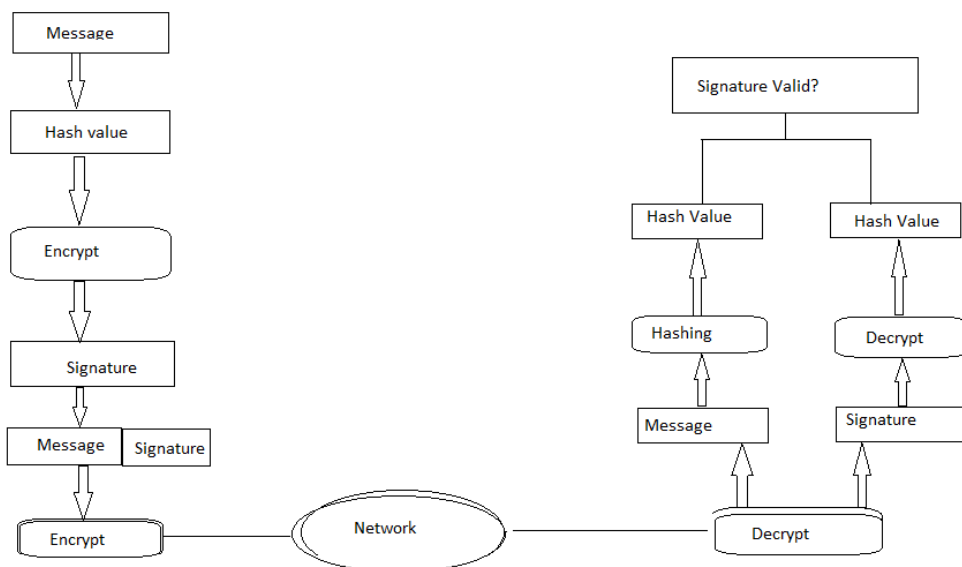 Message
Hash value
Encrypt
Signature
Message Signature
Encrypt
Network
Signature Valid?
Hash Value Hash Value
Hashing Decrypt
Message Signature
Decrypt